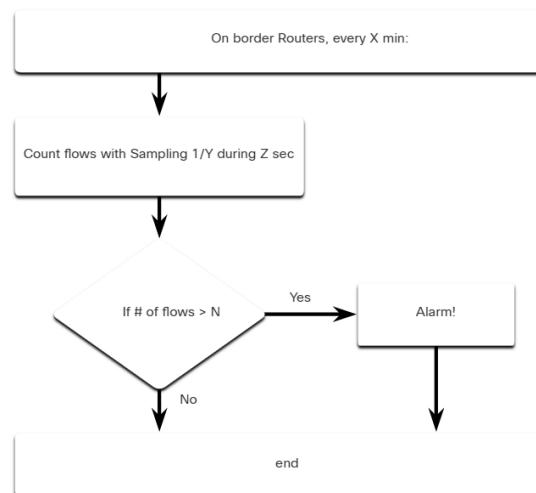 On border Routers, every X min:
Count flows with Sampling 1/Y during Z sec
If # of flows > N
Yes
Alarm!
No
end